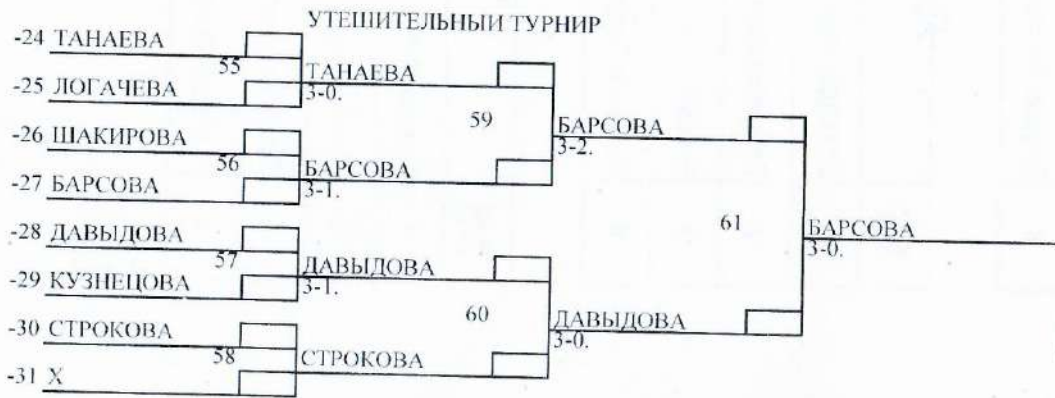 УТЕШИТЕЛЬНЫЙ ТУРНИР
-24 ТАНАЕВА
55
ТАНАЕВА
3-0.
-25 ЛОГАЧЕВА
59
БАРСОВА
3-2.
-26 ШАКИРОВА
56
БАРСОВА
3-1.
-27 БАРСОВА
61
БАРСОВА
3-0.
-28 ДАВЫДОВА
57
ДАВЫДОВА
3-1.
-29 КУЗНЕЦОВА
60
ДАВЫДОВА
3-0.
-30 СТРОКОВА
58
СТРОКОВА
-31 Х